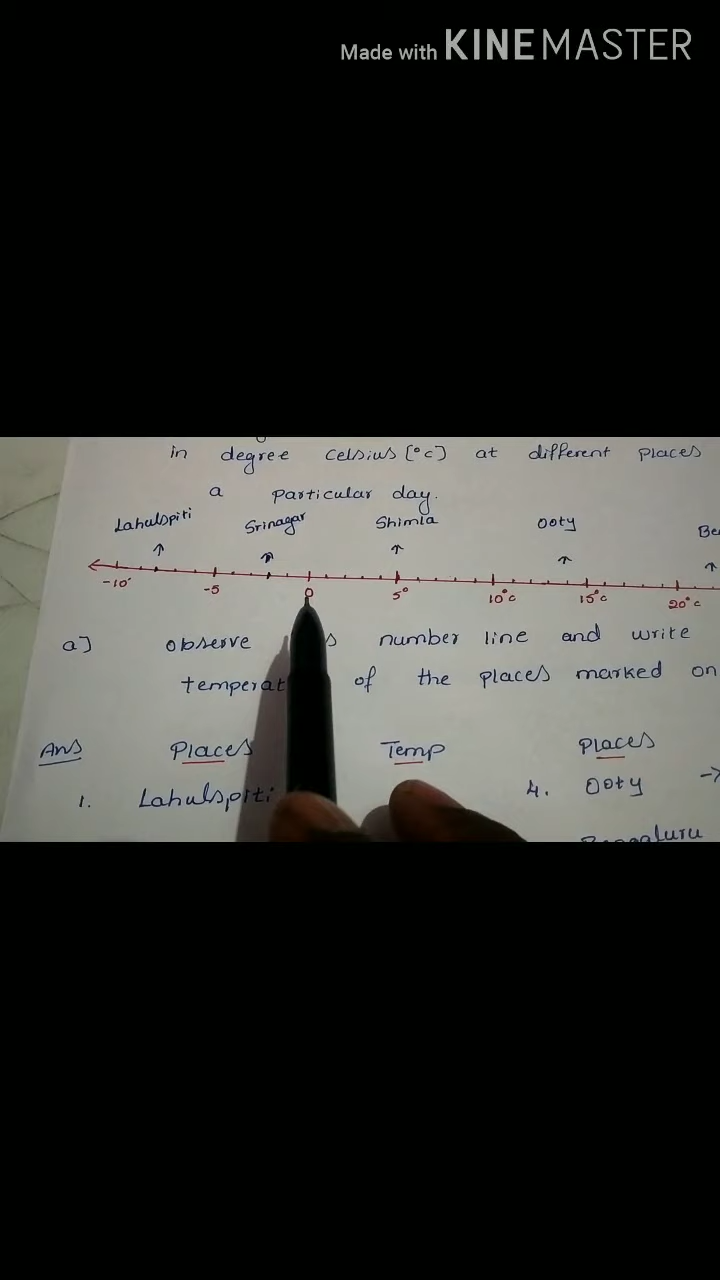 Made with KINEMASTER
in degree celsius [°c] at different places
a particular day.
Lahulspiti Srinagar Shimla Ooty
-10° -5 0 5° 10°c 15°c 20°c
a] observe number line and write
of the places marked on
Ans Places Temp Places
1. Lahulspiti 4. Ooty →
Bengaluru